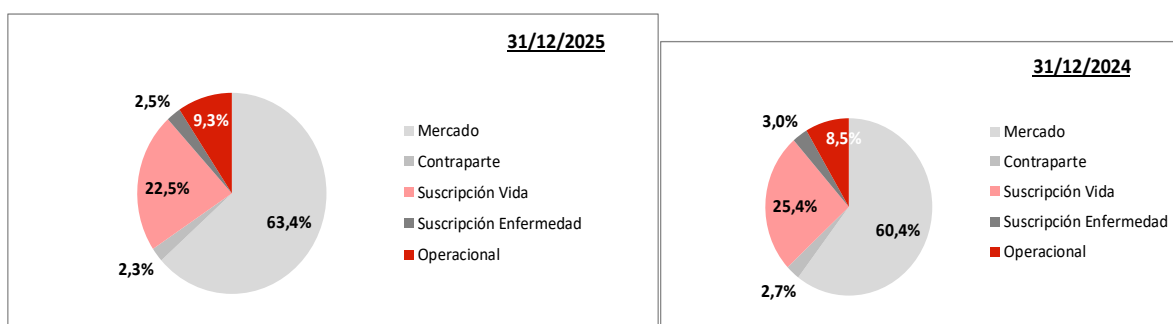 31/12/2025
2,5%
9,3%
22,5%
63,4%
2,3%
Mercado
Contraparte
Suscripción Vida
Suscripción Enfermedad
Operacional
31/12/2024
3,0%
8,5%
25,4%
60,4%
2,7%
Mercado
Contraparte
Suscripción Vida
Suscripción Enfermedad
Operacional